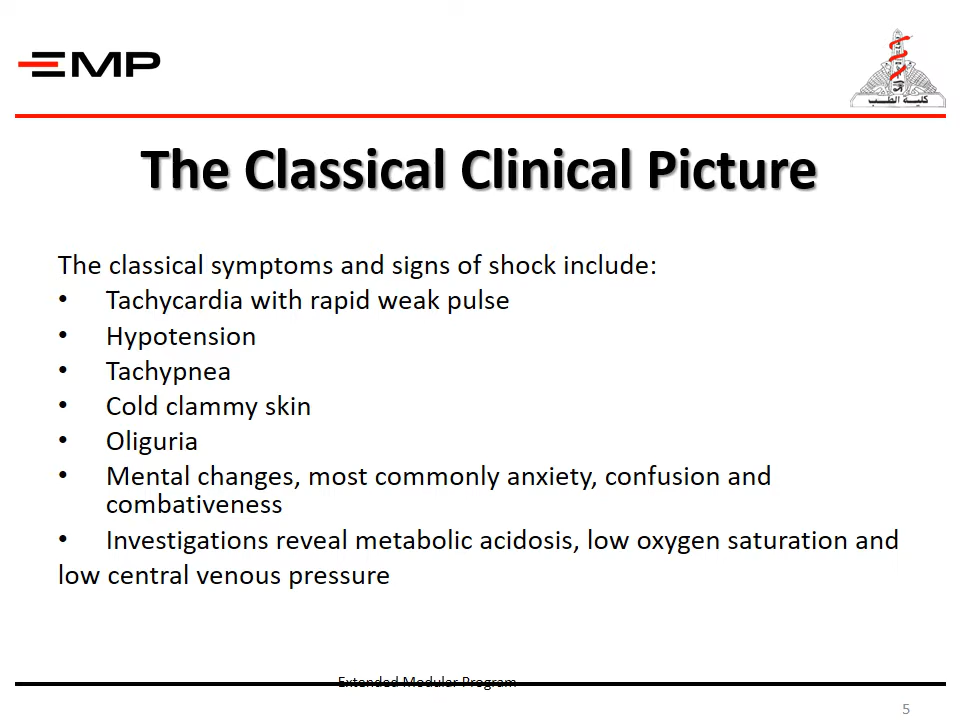 EMP
كلية الطب
The Classical Clinical Picture
The classical symptoms and signs of shock include:
• Tachycardia with rapid weak pulse
• Hypotension
• Tachypnea
• Cold clammy skin
• Oliguria
• Mental changes, most commonly anxiety, confusion and
combativeness
• Investigations reveal metabolic acidosis, low oxygen saturation and
low central venous pressure
Extended Modular Program
5